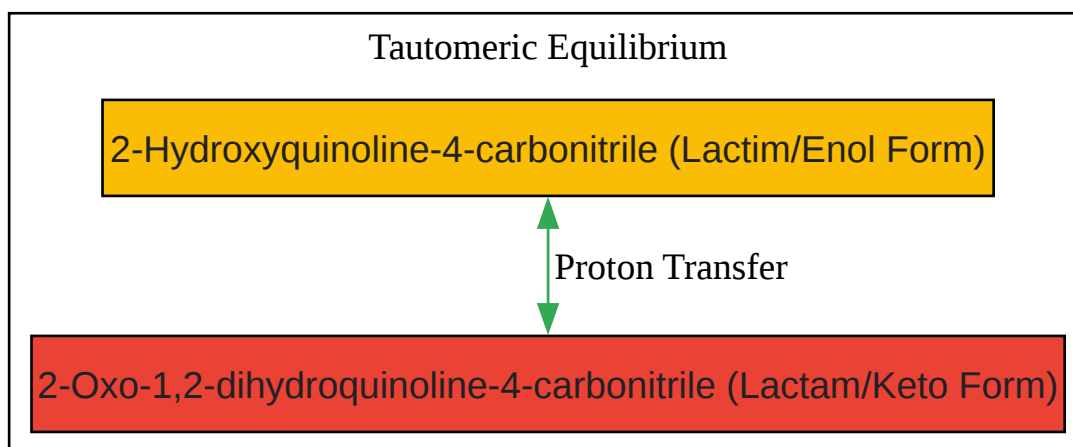 Tautomeric Equilibrium
2-Hydroxyquinoline-4-carbonitrile (Lactim/Enol Form)
Proton Transfer
2-Oxo-1,2-dihydroquinoline-4-carbonitrile (Lactam/Keto Form)